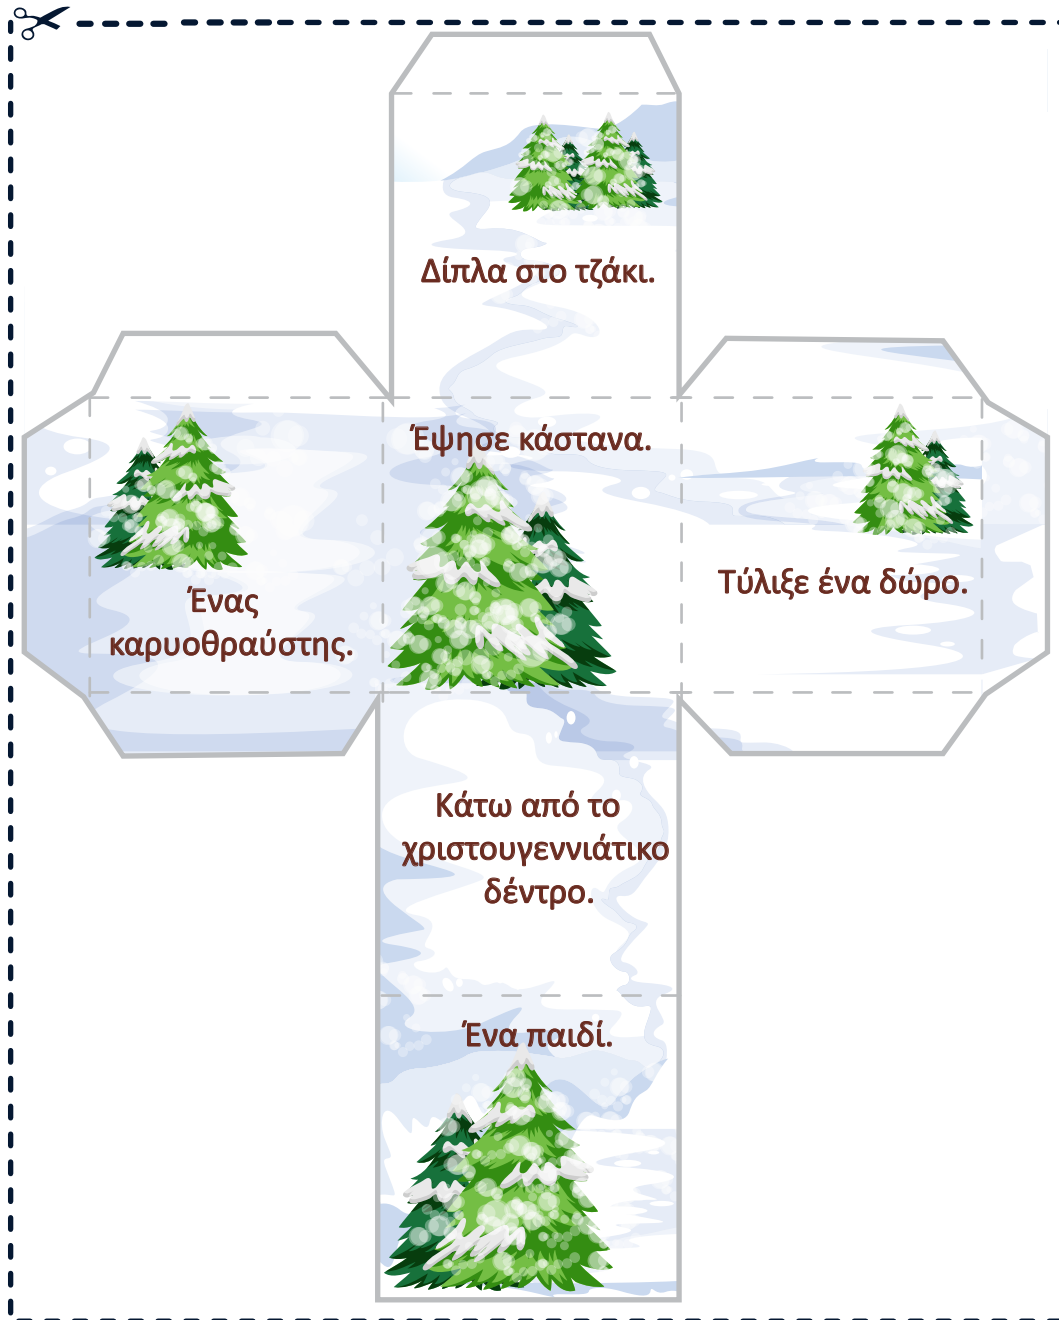 Δίπλα στο τζάκι.
Έψησε κάστανα.
Ένας
καρυοθραύστης.
Τύλιξε ένα δώρο.
Κάτω από το
χριστουγεννιάτικο
δέντρο.
Ένα παιδί.